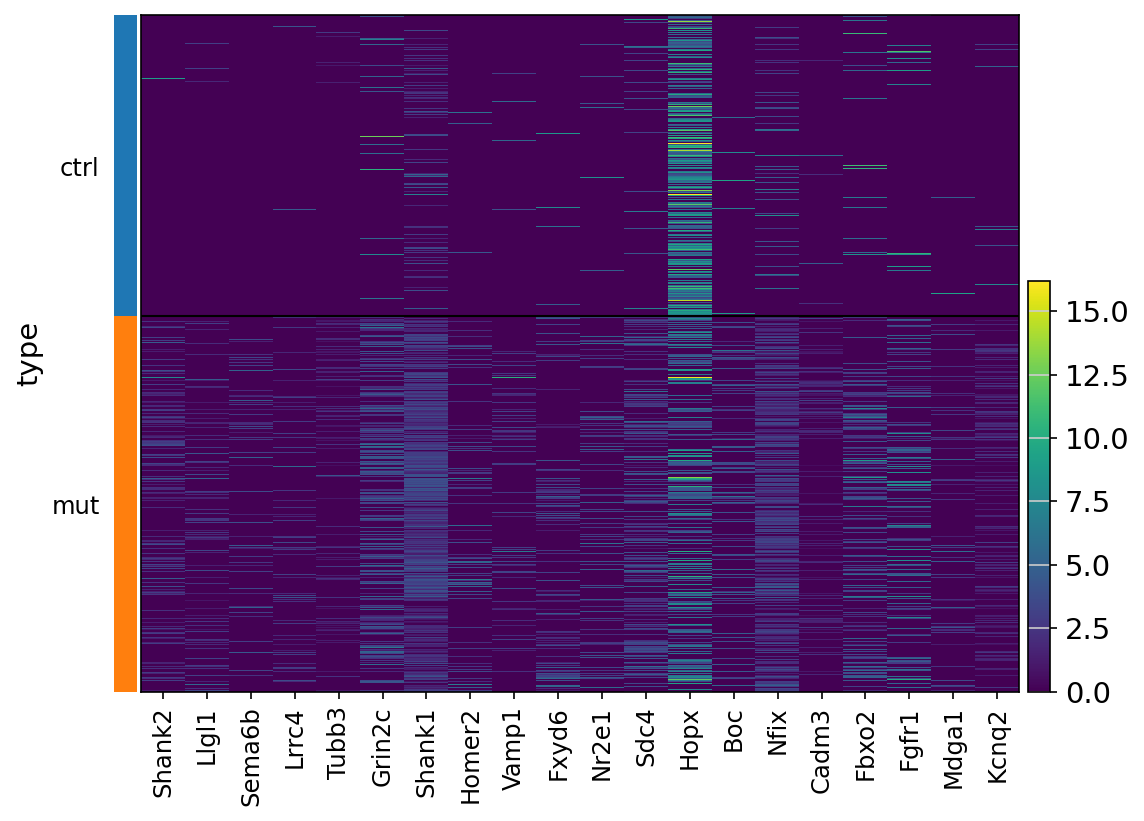 ctrl
mut
type
15.0
12.5
10.0
7.5
5.0
2.5
0.0
Shank2
Llgl1
Sema6b
Lrrc4
Tubb3
Grin2c
Shank1
Homer2
Vamp1
Fxyd6
Nr2e1
Sdc4
Hopx
Boc
Nfix
Cadm3
Fbxo2
Fgfr1
Mdga1
Kcnq2